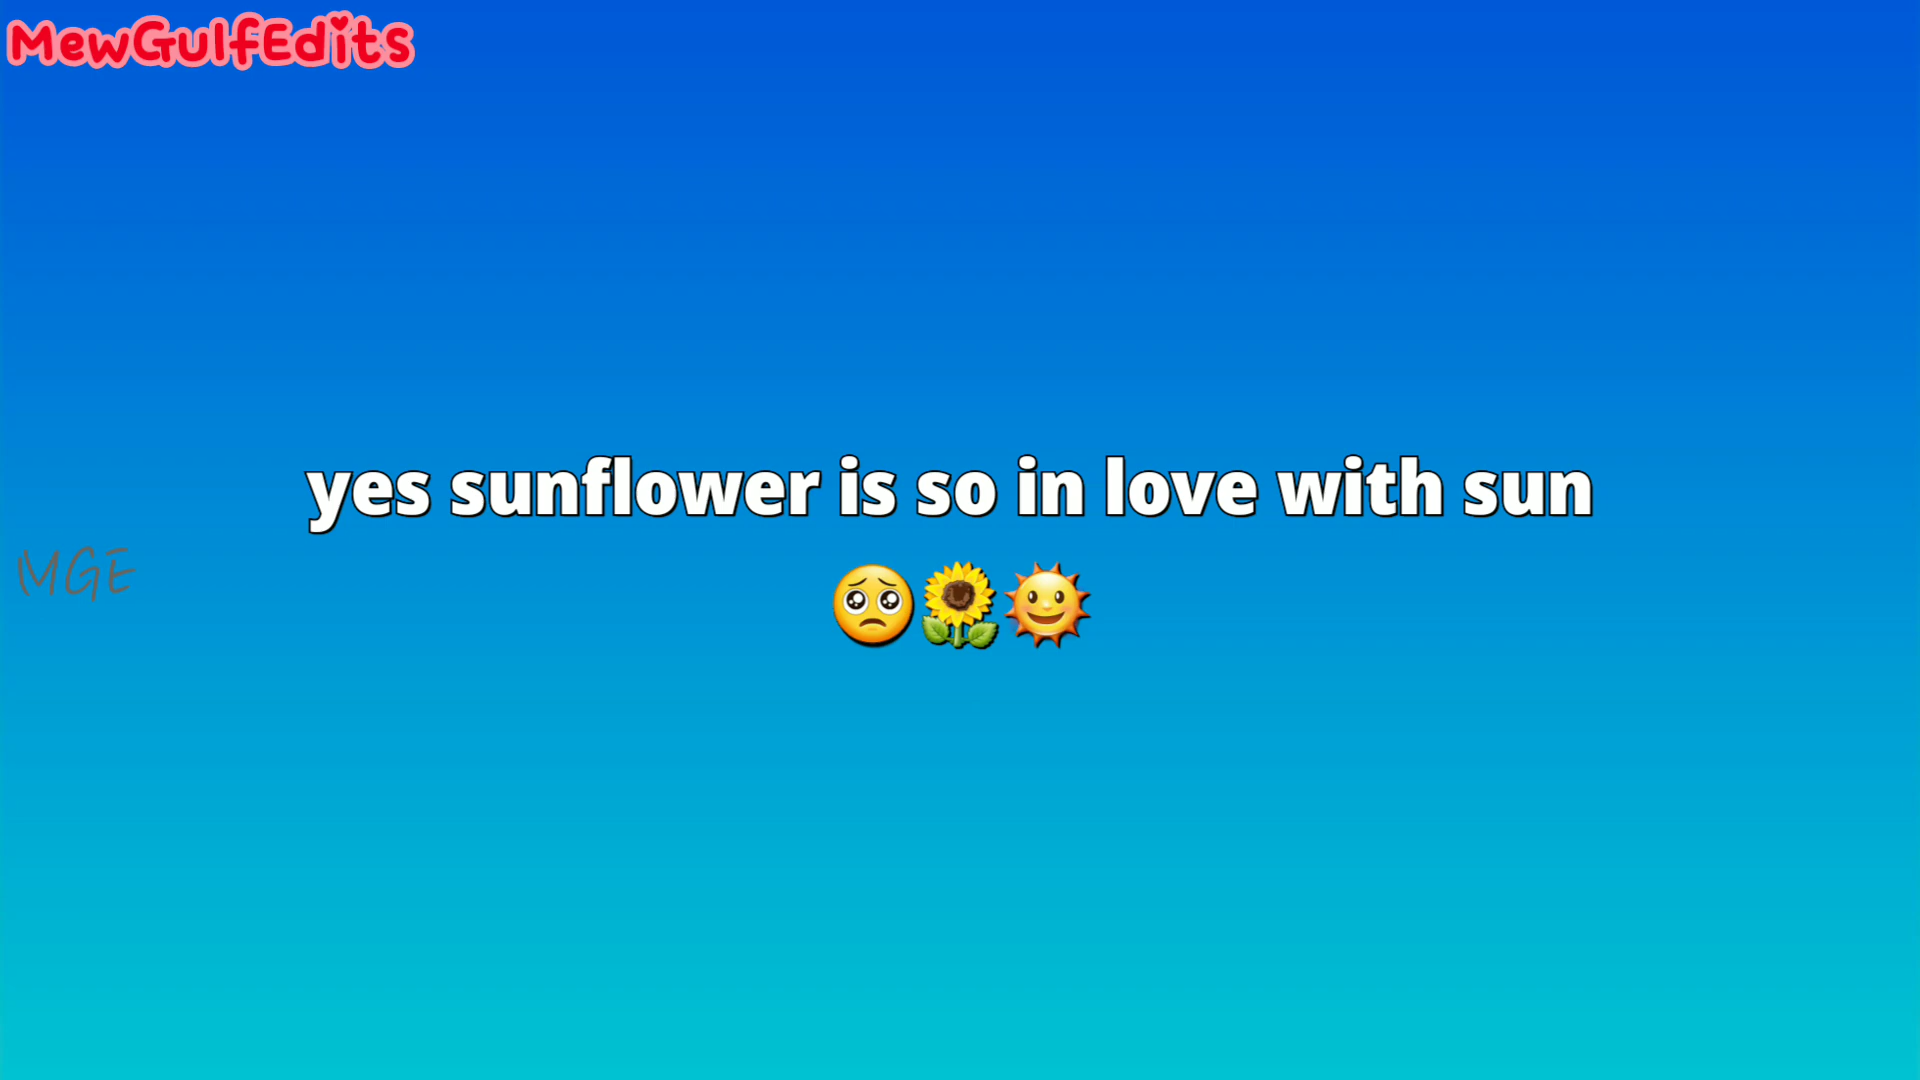 MewGulfEdits
yes sunflower is so in love with sun
🥺🌻🌞
MGE